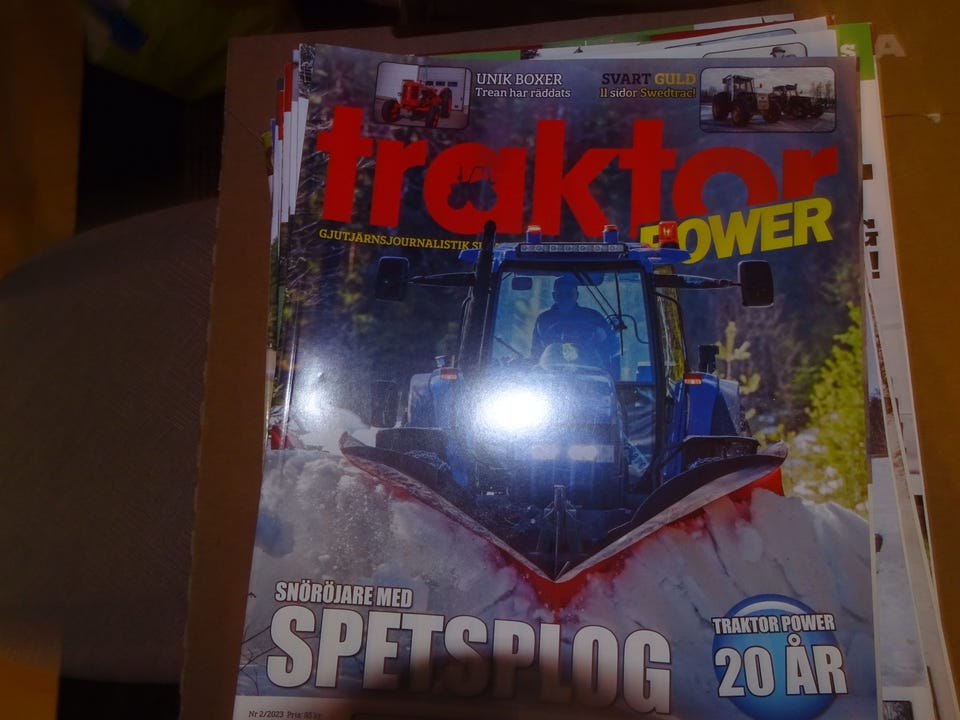 UNIK BOXER
Trean har räddats
SVART GULD
11 sidor Swedtrac!
traktor
POWER
GJUTJÄRNSJOURNALISTIK
SNÖRÖJARE MED
SPETSPLOG
TRAKTOR POWER
20 ÅR
Nr 2/2023 Pris:
S A